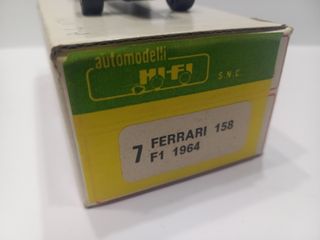 automodelli
HI-FI
S.N.C.
7 FERRARI 158
F1 1964